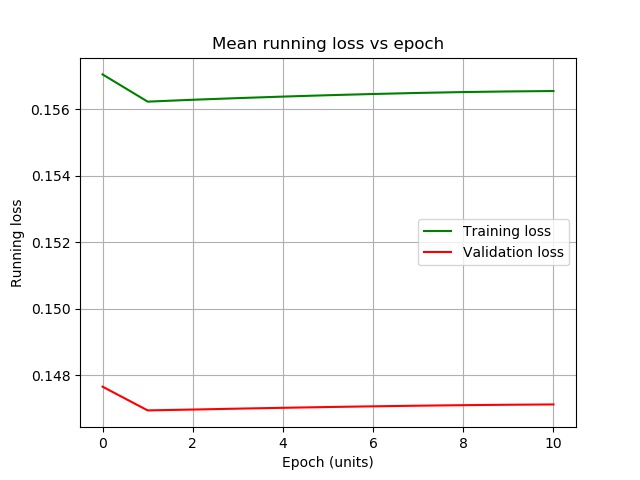 Mean running loss vs epoch
Running loss
0.156
0.154
0.152
0.150
0.148
Training loss
Validation loss
0 2 4 6 8 10
Epoch (units)